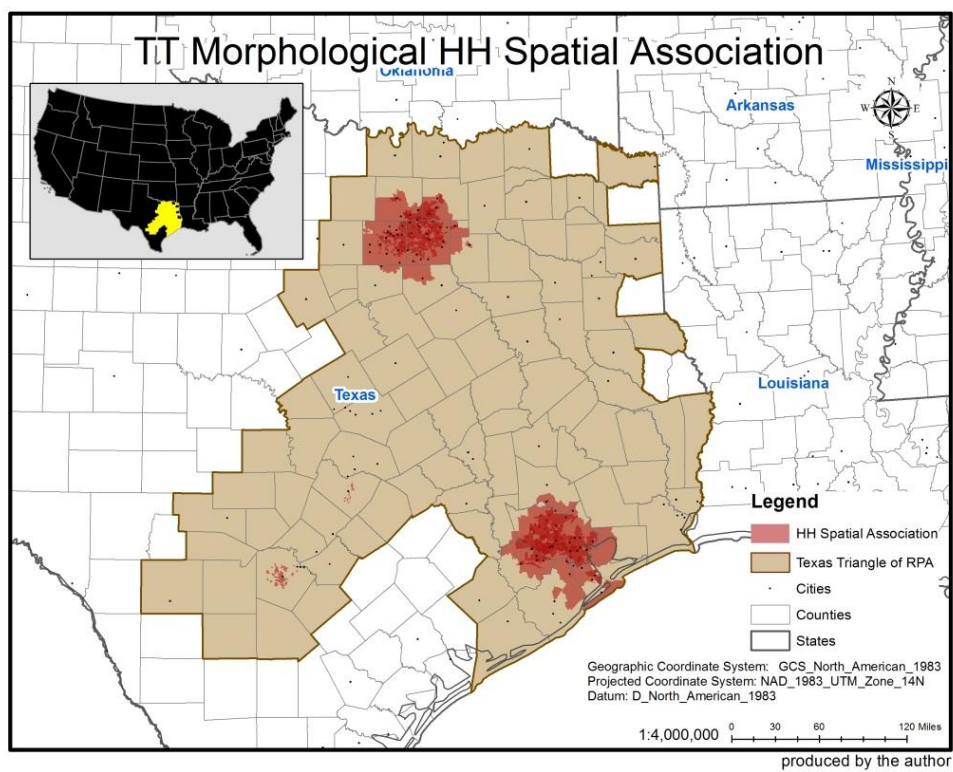 TT Morphological HH Spatial Association
Oklahoma
Arkansas
N
W
E
S
Mississippi
Texas
Louisiana
Legend
HH Spatial Association
Texas Triangle of RPA
Cities
Counties
States
Geographic Coordinate System: GCS_North_American_1983
Projected Coordinate System: NAD_1983_UTM_Zone_14N
Datum: D_North_American_1983
1:4,000,000
0 30 60 120 Miles
produced by the author